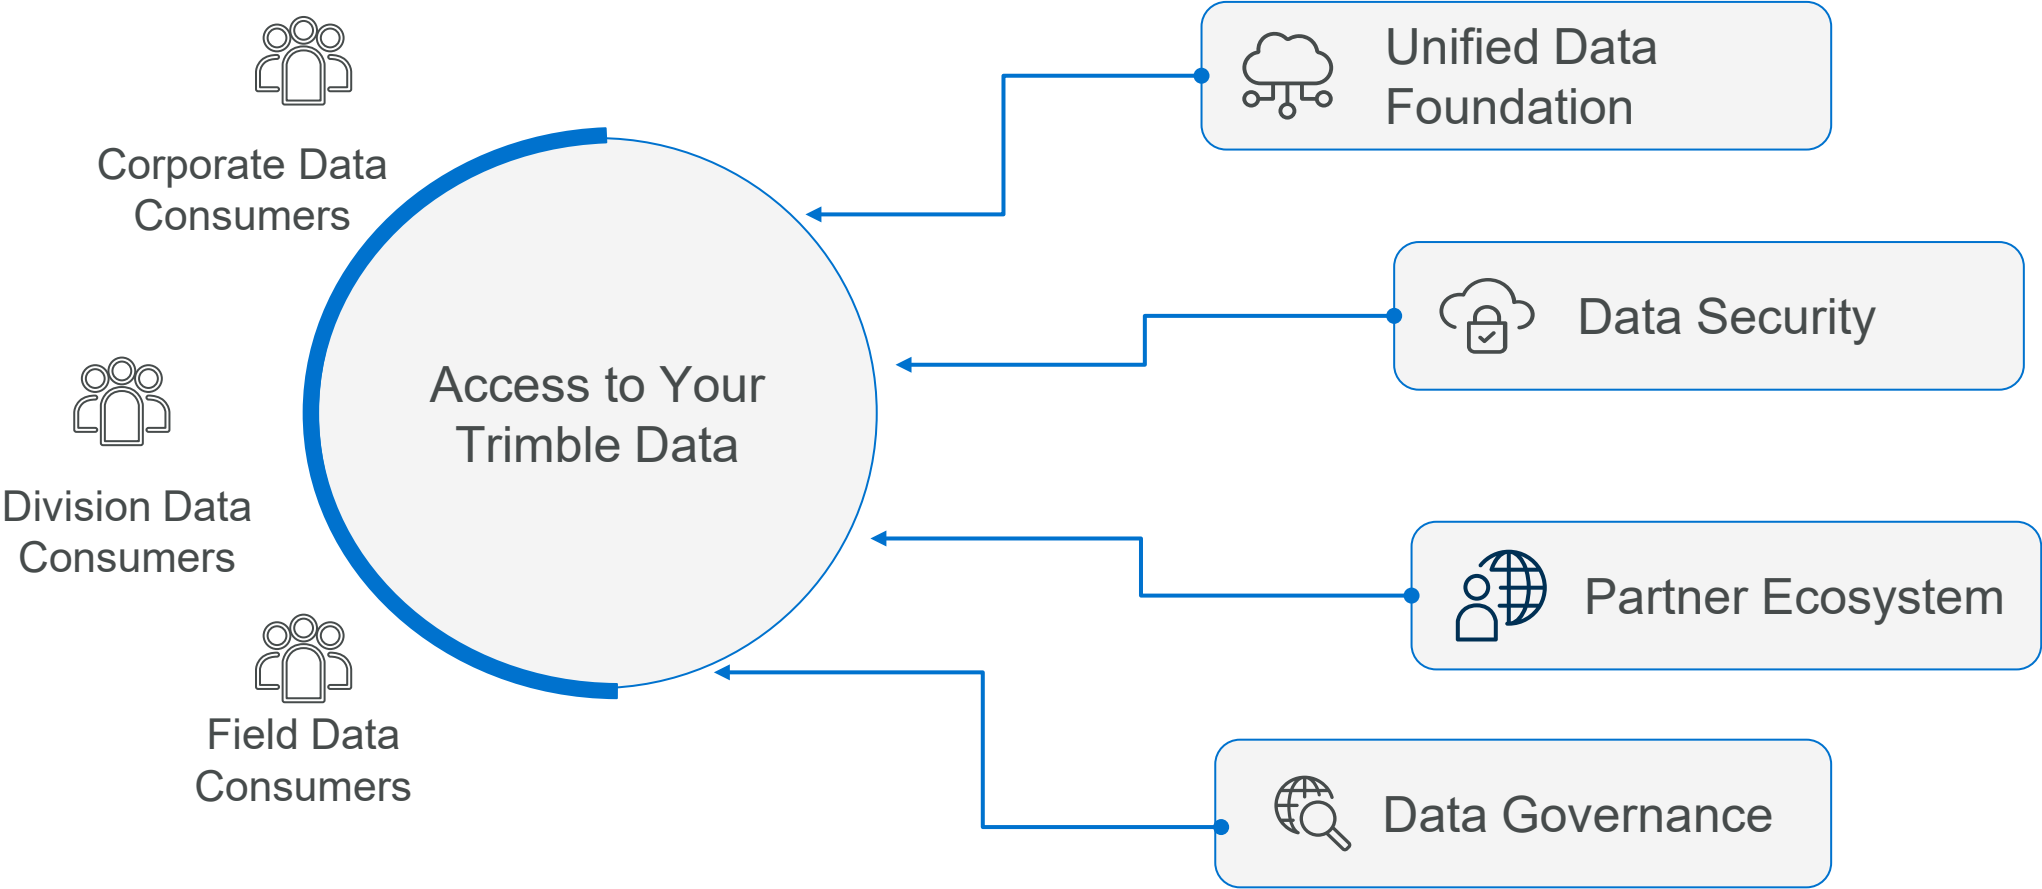 Corporate Data
Consumers
Division Data
Consumers
Field Data
Consumers
Access to Your
Trimble Data
Unified Data
Foundation
Data Security
Partner Ecosystem
Data Governance